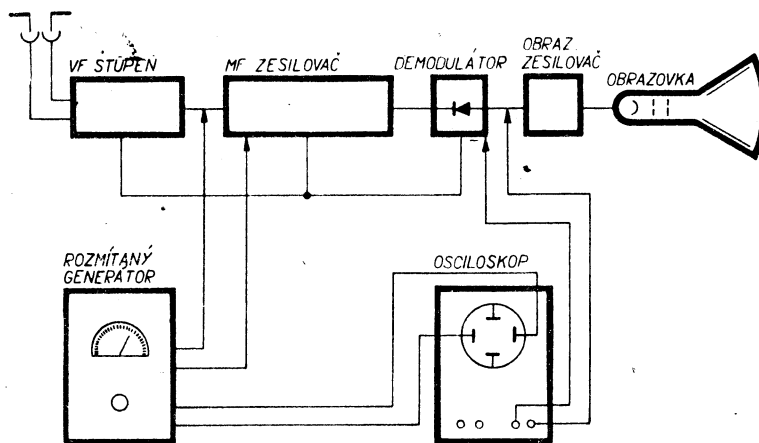 VF STUPEŇ
MF ZESILOVAČ
DEMODULÁTOR
OBRAZ.
ZESILOVAČ
OBRAZOVKA
ROZMÍTANÝ
GENERÁTOR
OSCILOSKOP